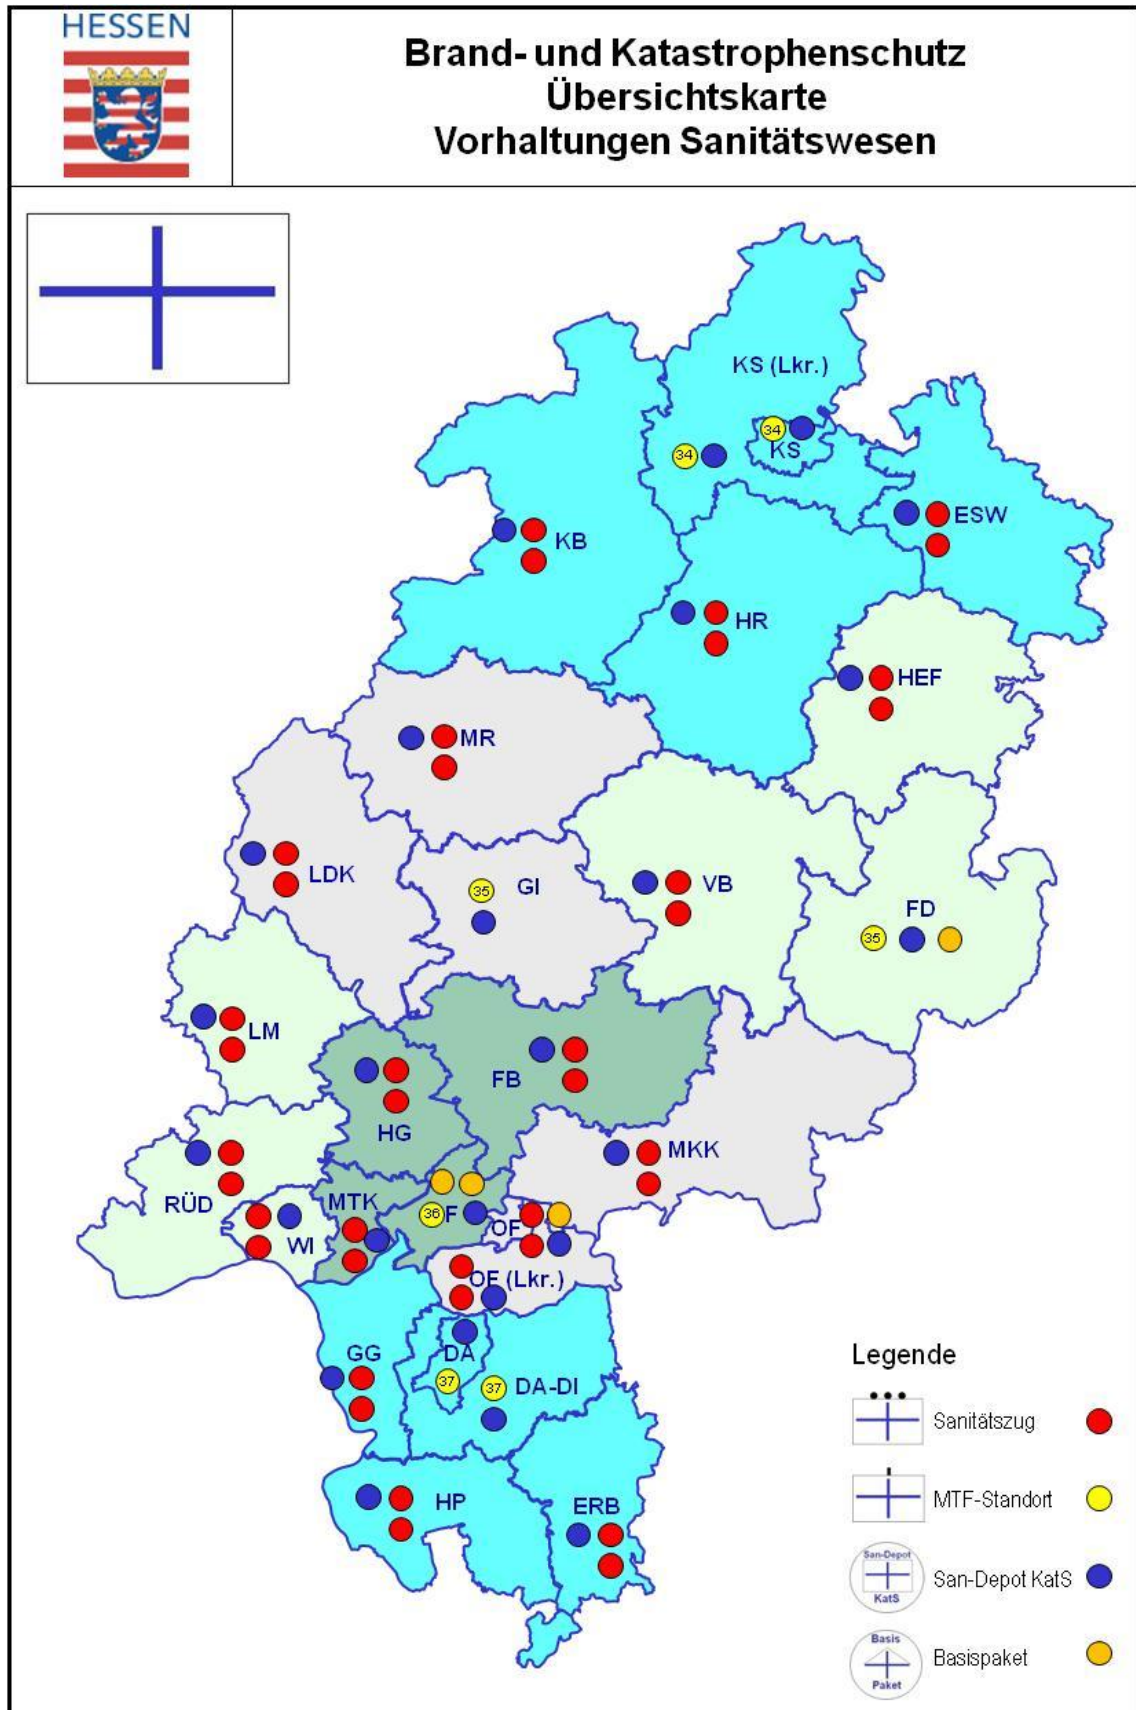 HESSEN
Brand- und Katastrophenschutz
Übersichtskarte
Vorhaltungen Sanitätswesen
KS (Lkr.)
34
KS
34
ESW
KB
HR
HEF
MR
LDK
35
GI
VB
FD
35
LM
FB
HG
MKK
RÜD
MTK
36
F
OF
WI
OF (Lkr.)
GG
DA
37
37
DA-DI
HP
ERB
Legende
Sanitätszug
MTF-Standort
San-Depot
KatS
San-Depot KatS
Basis
Paket
Basispaket